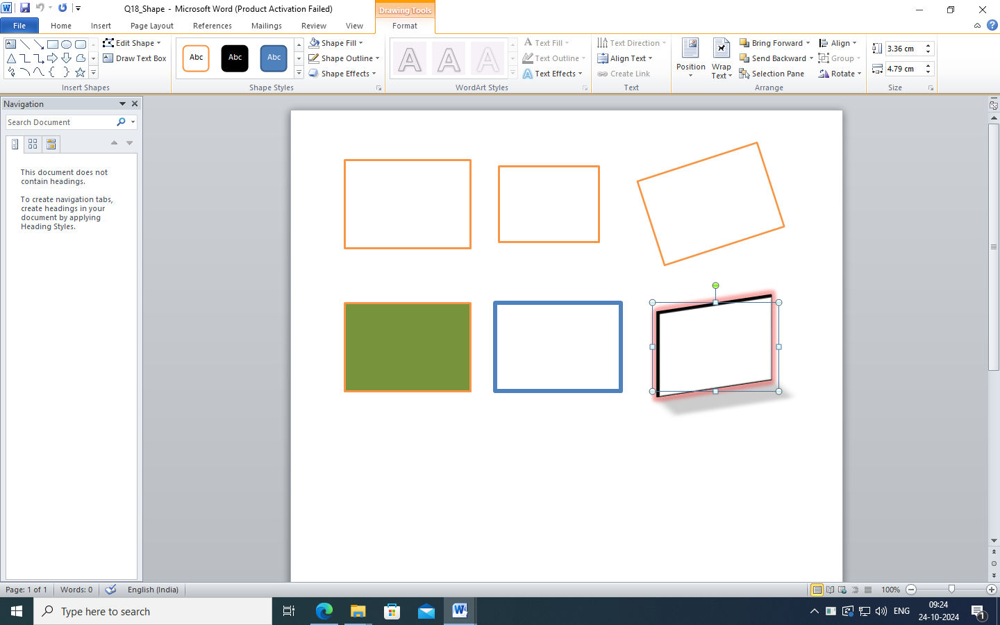 Q18_Shape - Microsoft Word (Product Activation Failed)
Drawing Tools
File Home Insert Page Layout References Mailings Review View Format
Edit Shape
Draw Text Box
Insert Shapes
Abc Abc Abc
Shape Fill
Shape Outline
Shape Effects
Shape Styles
A A A
Text Fill
Text Outline
Text Effects
WordArt Styles
Text Direction
Align Text
Create Link
Text
Position
Wrap
Text
Bring Forward
Send Backward
Selection Pane
Align
Group
Rotate
Arrange
3.36 cm
4.79 cm
Size
Navigation
Search Document
This document does not
contain headings.
To create navigation tabs,
create headings in your
document by applying
Heading Styles.
Page: 1 of 1 Words: 0 English (India) 100%
Type here to search
ENG
09:24
24-10-2024
1